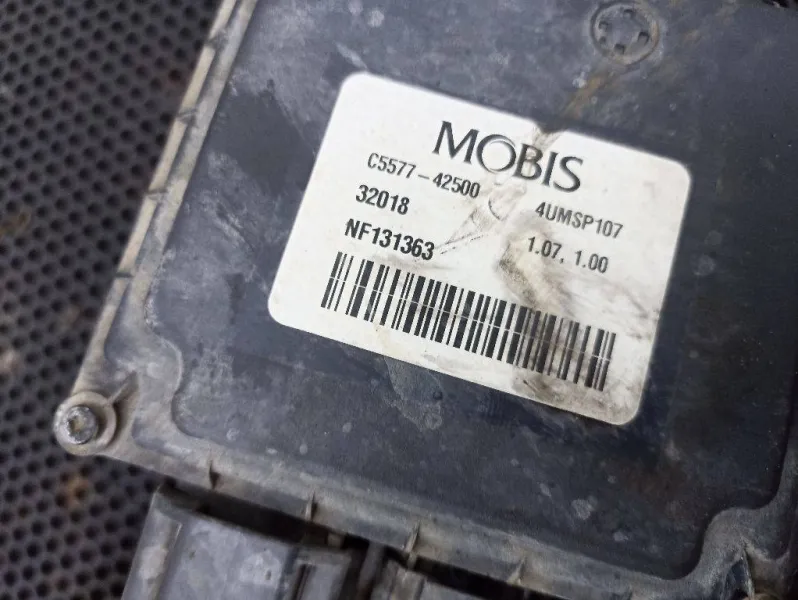 MOBIS
C5577-42500 4UMSP107
32018 1.07, 1.00
NF131363